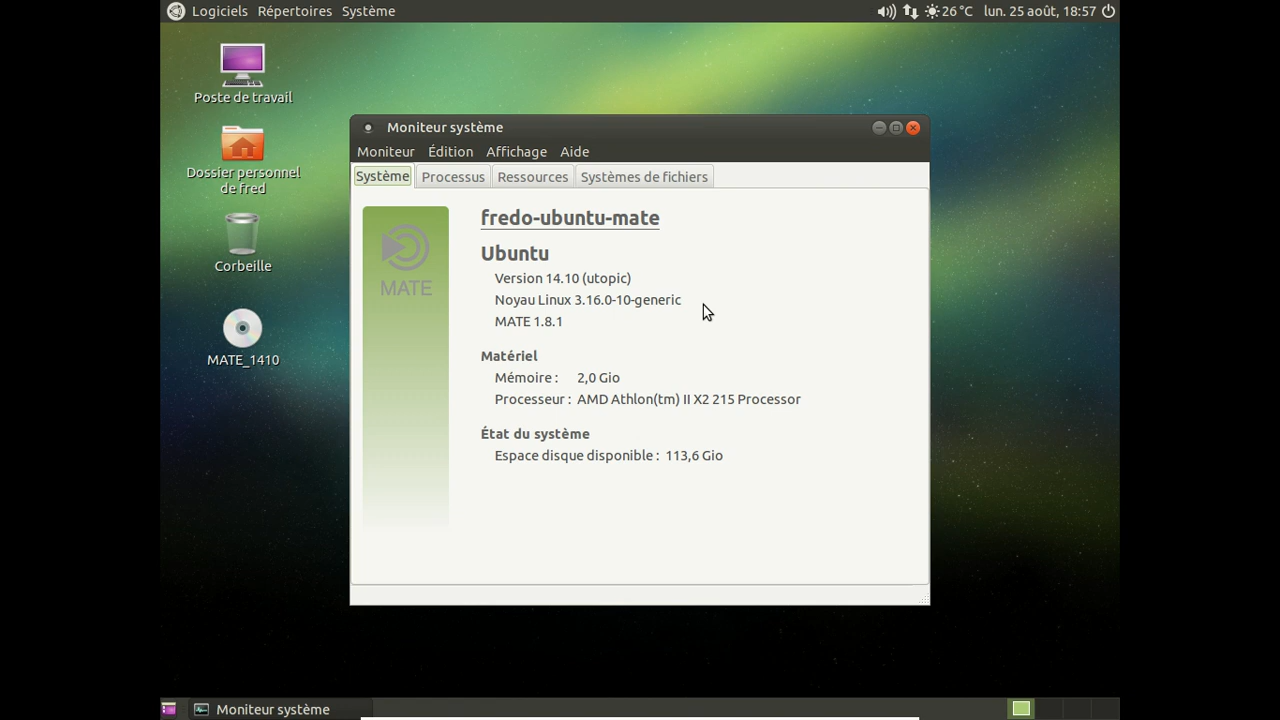 Logiciels Répertoires Système
26 °C lun. 25 août, 18:57
Poste de travail
Dossier personnel
de fred
Corbeille
MATE_1410
Moniteur système
Moniteur Édition Affichage Aide
Système Processus Ressources Systèmes de fichiers
MATE
fredo-ubuntu-mate
Ubuntu
Version 14.10 (utopic)
Noyau Linux 3.16.0-10-generic
MATE 1.8.1
Matériel
Mémoire : 2,0 Gio
Processeur : AMD Athlon(tm) II X2 215 Processor
État du système
Espace disque disponible : 113,6 Gio
Moniteur système